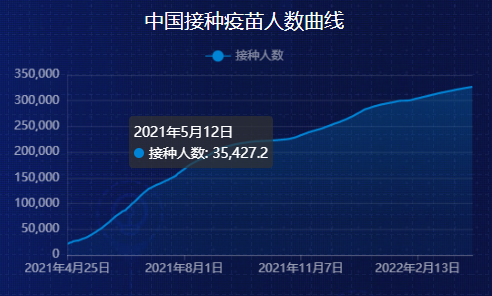 中国接种疫苗人数曲线
接种人数
350,000
300,000
250,000
200,000
150,000
100,000
50,000
0
2021年5月12日
接种人数: 35,427.2
2021年4月25日 2021年8月1日 2021年11月7日 2022年2月13日